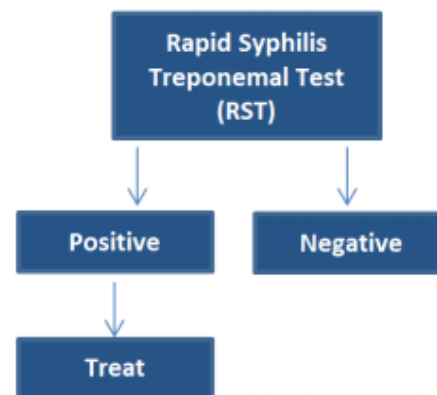 Rapid Syphilis
Treponemal Test
(RST)
Positive
Negative
Treat